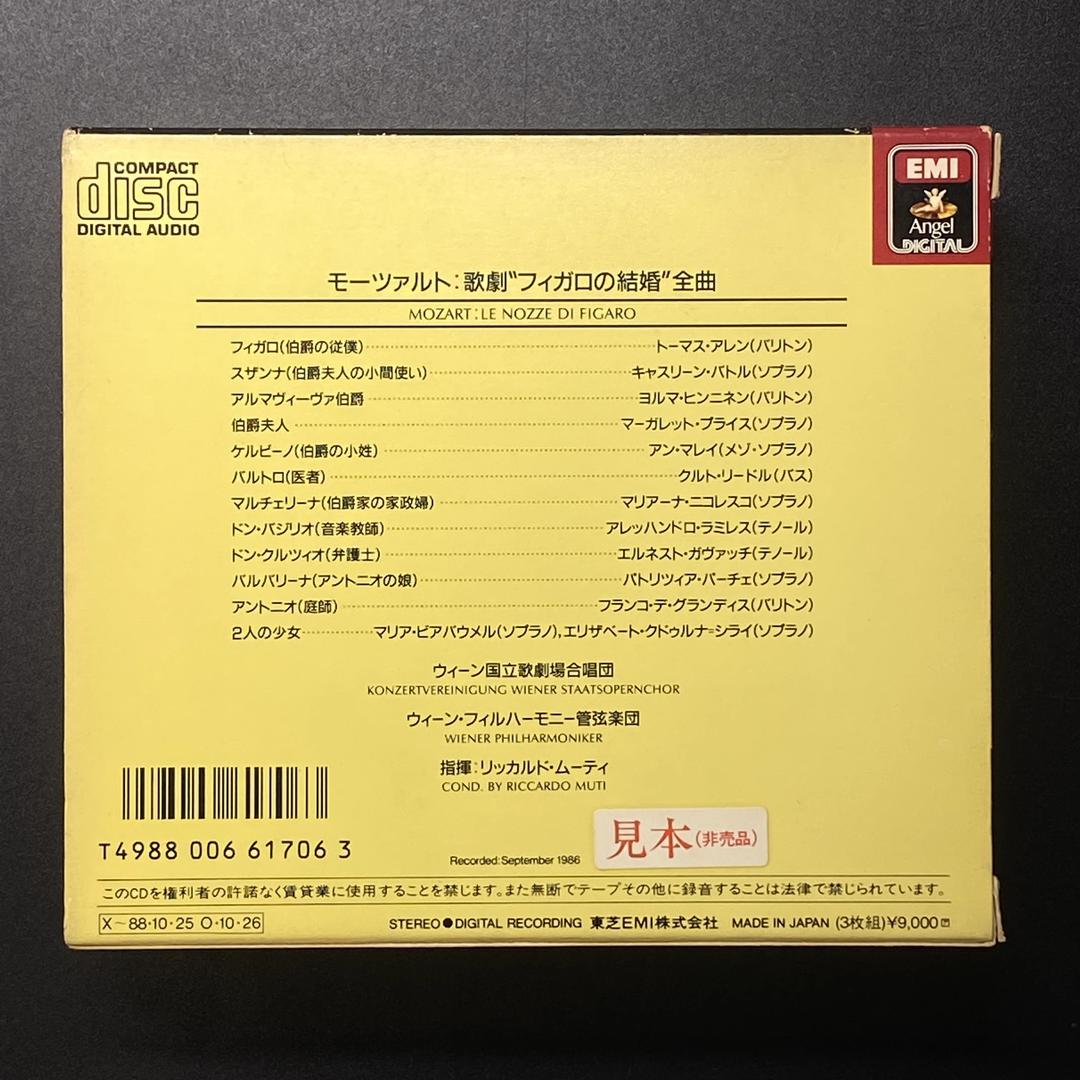 COMPACT
disc
DIGITAL AUDIO
EMI
Angel
DIGITAL
モーツァルト:歌劇"フィガロの結婚"全曲
MOZART:LE NOZZE DI FIGARO
フィガロ(伯爵の従僕)‥‥‥トーマス・アレン(バリトン)
スザンナ(伯爵夫人の小間使い)‥‥‥キャスリーン・バトル(ソプラノ)
アルマヴィーヴァ伯爵‥‥‥ヨルマ・ヒンニネン(バリトン)
伯爵夫人‥‥‥マーガレット・プライス(ソプラノ)
ケルビーノ(伯爵の小姓)‥‥‥アン・マレイ(メゾ・ソプラノ)
バルトロ(医者)‥‥‥クルト・リードル(バス)
マルチェリーナ(伯爵家の家政婦)‥‥‥マリアーナ・ニコレスコ(ソプラノ)
ドン・バジリオ(音楽教師)‥‥‥アレッハンドロ・ラミレス(テノール)
ドン・クルツィオ(弁護士)‥‥‥エルネスト・ガヴァッチ(テノール)
バルバリーナ(アントニオの娘)‥‥‥パトリツィア・パーチェ(ソプラノ)
アントニオ(庭師)‥‥‥フランコ・デ・グランディス(バリトン)
2人の少女‥‥‥マリア・ビアバウメル(ソプラノ),エリザベート・クドゥルナ=シライ(ソプラノ)
ウィーン国立歌劇場合唱団
KONZERTVEREINIGUNG WIENER STAATSOPERNCHOR
ウィーン・フィルハーモニー管弦楽団
WIENER PHILHARMONIKER
指揮:リッカルド・ムーティ
COND. BY RICCARDO MUTI
T4988 006 61706 3
Recorded:September 1986
見本(非売品)
このCDを権利者の許諾なく賃貸業に使用することを禁じます。また無断でテープその他に録音することは法律で禁じられています。
X～88・10・25 O・10・26
STEREO●DIGITAL RECORDING 東芝EMI株式会社 MADE IN JAPAN (3枚組)¥9,000